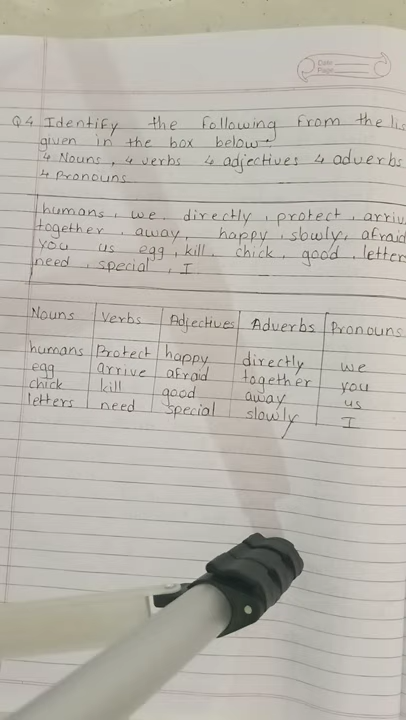 Date
Page
Q4 Identify the following from the lis
given in the box below:
4 Nouns, 4 verbs 4 adjectives 4 adverbs
4 Pronouns
humans, we, directly, protect, arriv
together, away, happy, slowly, afraid
you us egg, kill, chick, good, letter
need, special, I
Nouns Verbs Adjectives Adverbs Pronouns
humans Protect happy directly we
egg arrive afraid together you
chick kill good away us
letters need special slowly I